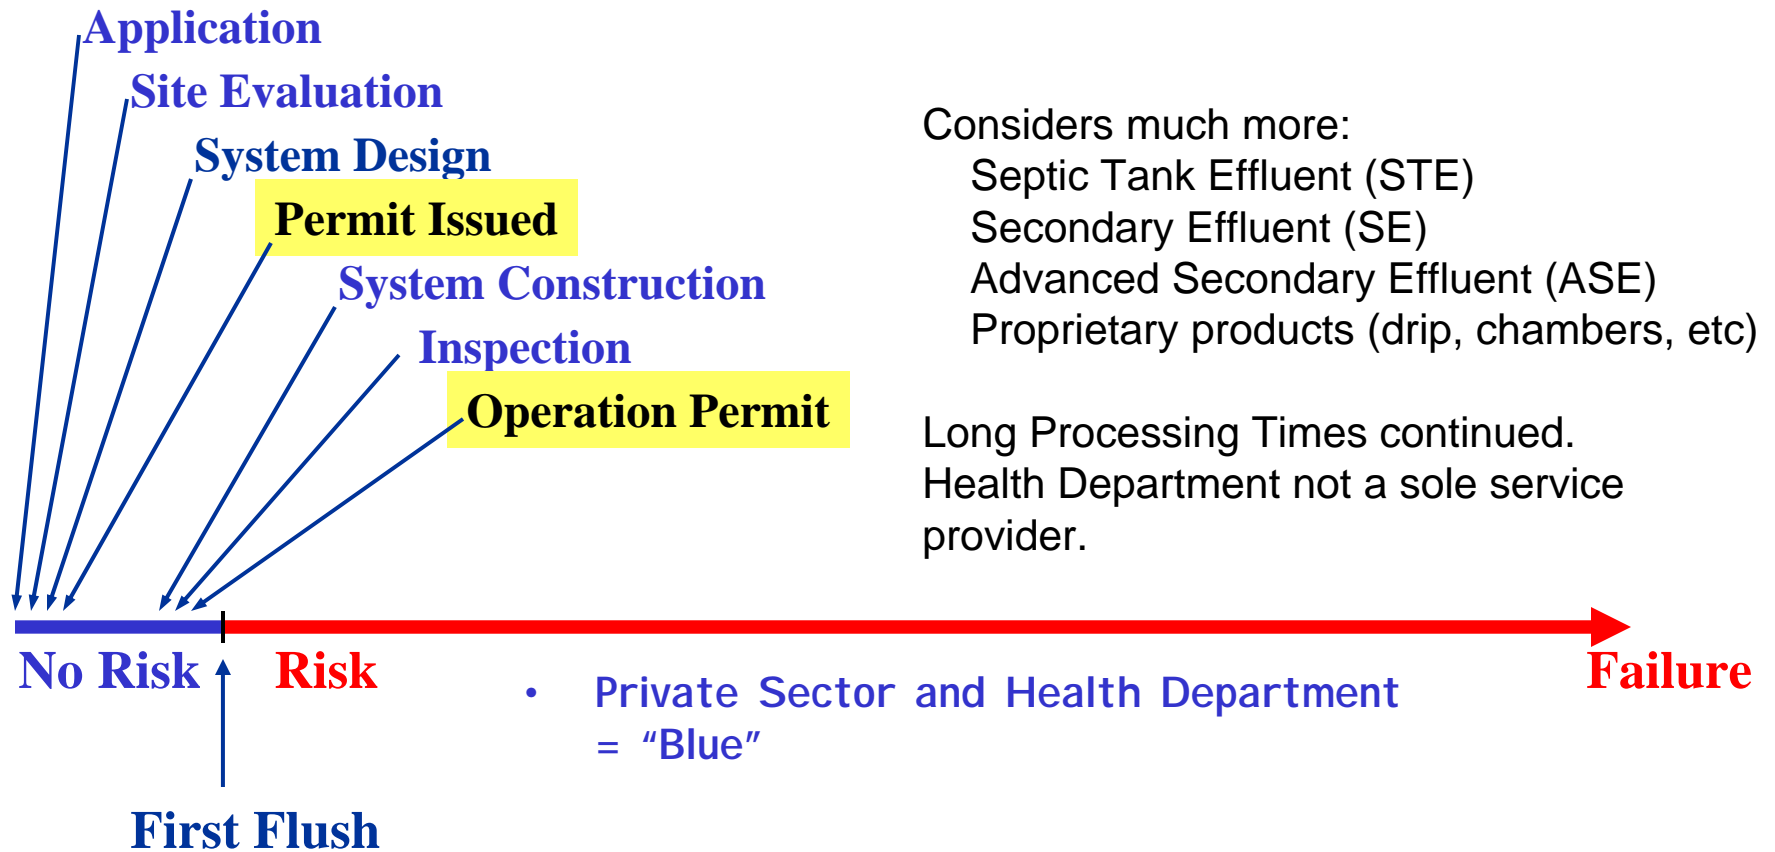 Application
Site Evaluation
System Design
Permit Issued
System Construction
Inspection
Operation Permit
Considers much more:
Septic Tank Effluent (STE)
Secondary Effluent (SE)
Advanced Secondary Effluent (ASE)
Proprietary products (drip, chambers, etc)
Long Processing Times continued.
Health Department not a sole service
provider.
No Risk
Risk
Failure
• Private Sector and Health Department
= “Blue”
First Flush